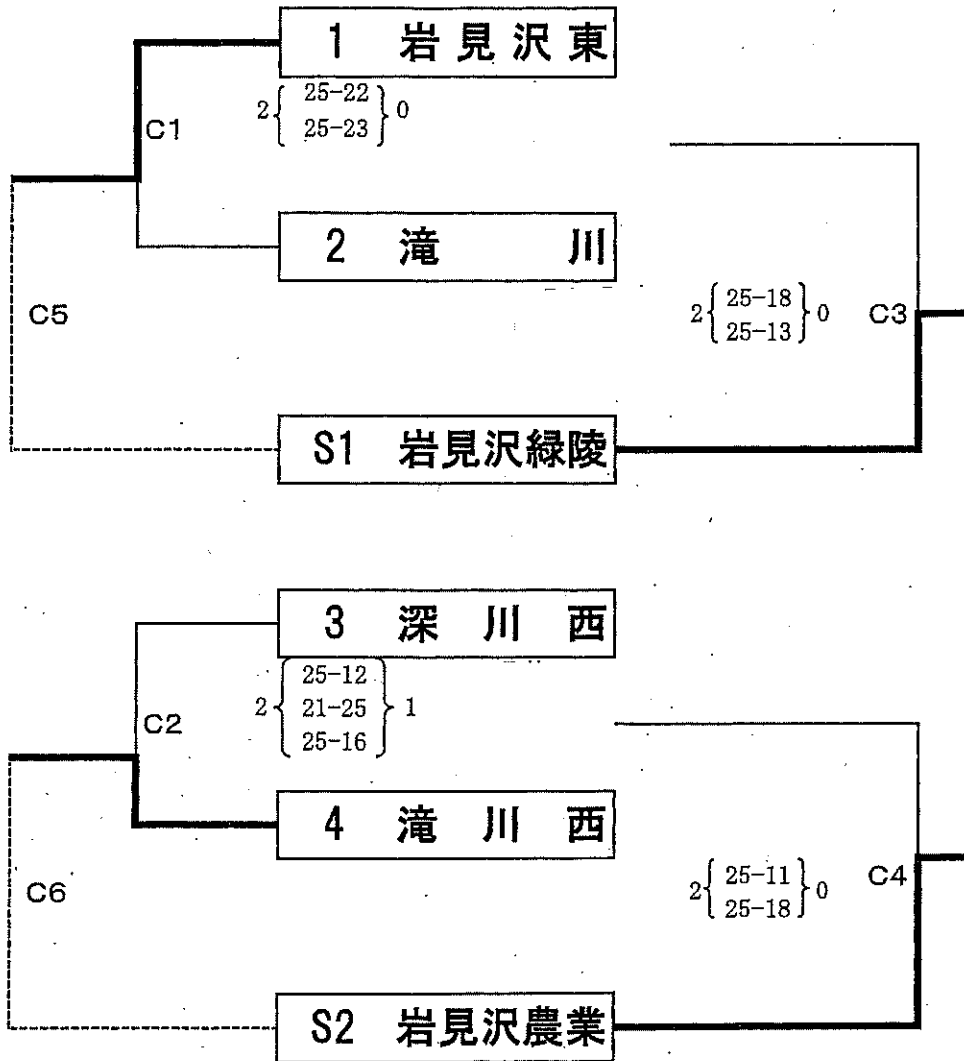 1 岩見沢東
2 { 25-22 } 0
25-23
C1
2 滝川
C5
2 { 25-18 } 0
25-13
C3
S1 岩見沢緑陵
3 深川西
25-12
2 { 21-25 } 1
25-16
C2
4 滝川西
C6
2 { 25-11 } 0
25-18
C4
S2 岩見沢農業